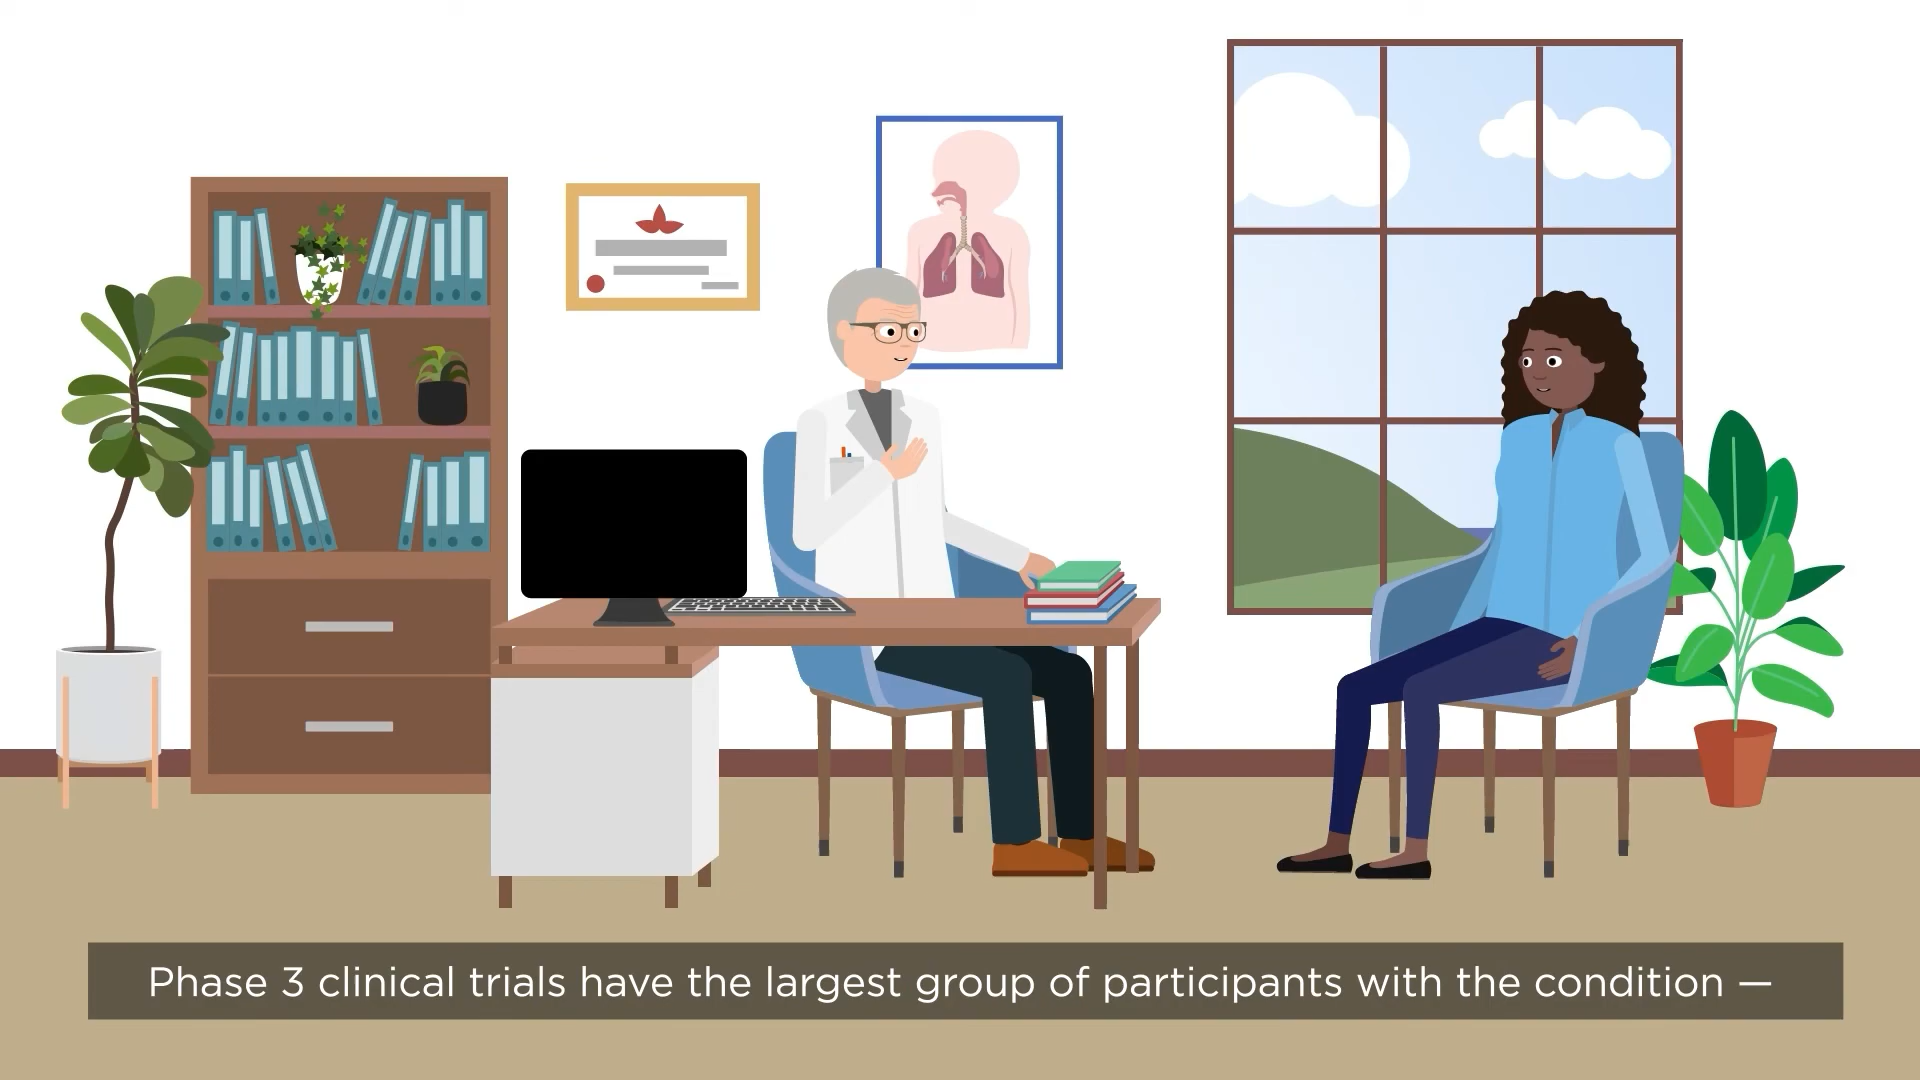 Phase 3 clinical trials have the largest group of participants with the condition —